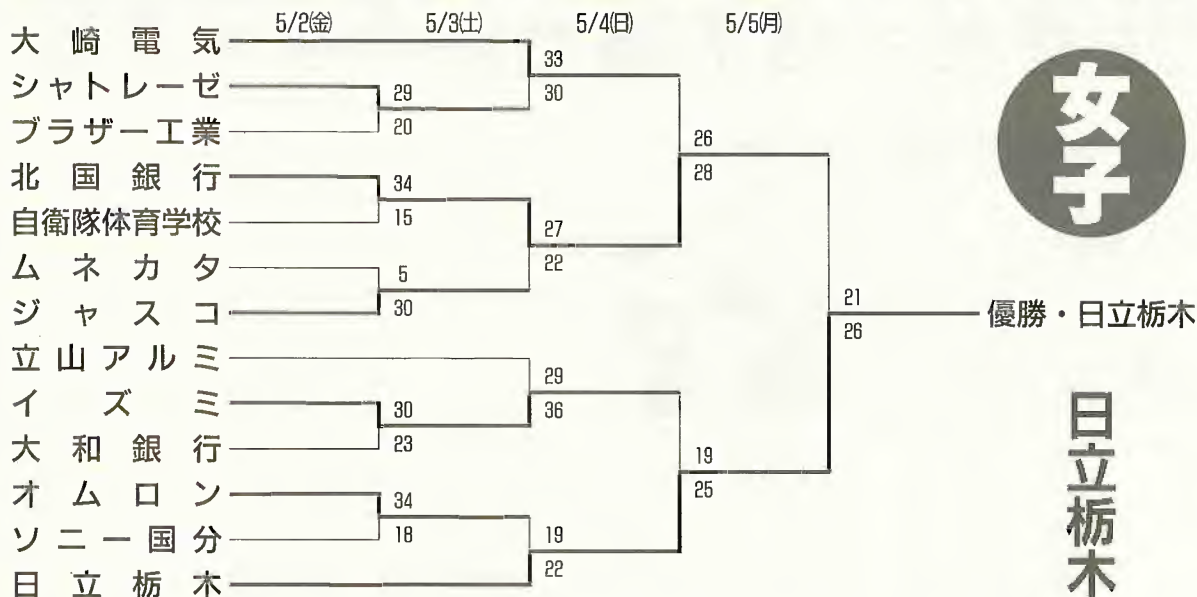 5/2(金) 5/3(土) 5/4(日) 5/5(月)
大崎電気
シャトレーゼ
ブラザー工業
北国銀行
自衛隊体育学校
ムネカタ
ジャスコ
立山アルミ
イズミ
大和銀行
オムロン
ソニー国分
日立栃木
29
20
34
15
5
30
30
23
34
18
33
30
27
22
29
36
19
22
26
28
19
25
21
26
優勝・日立栃木
女子
日立栃木